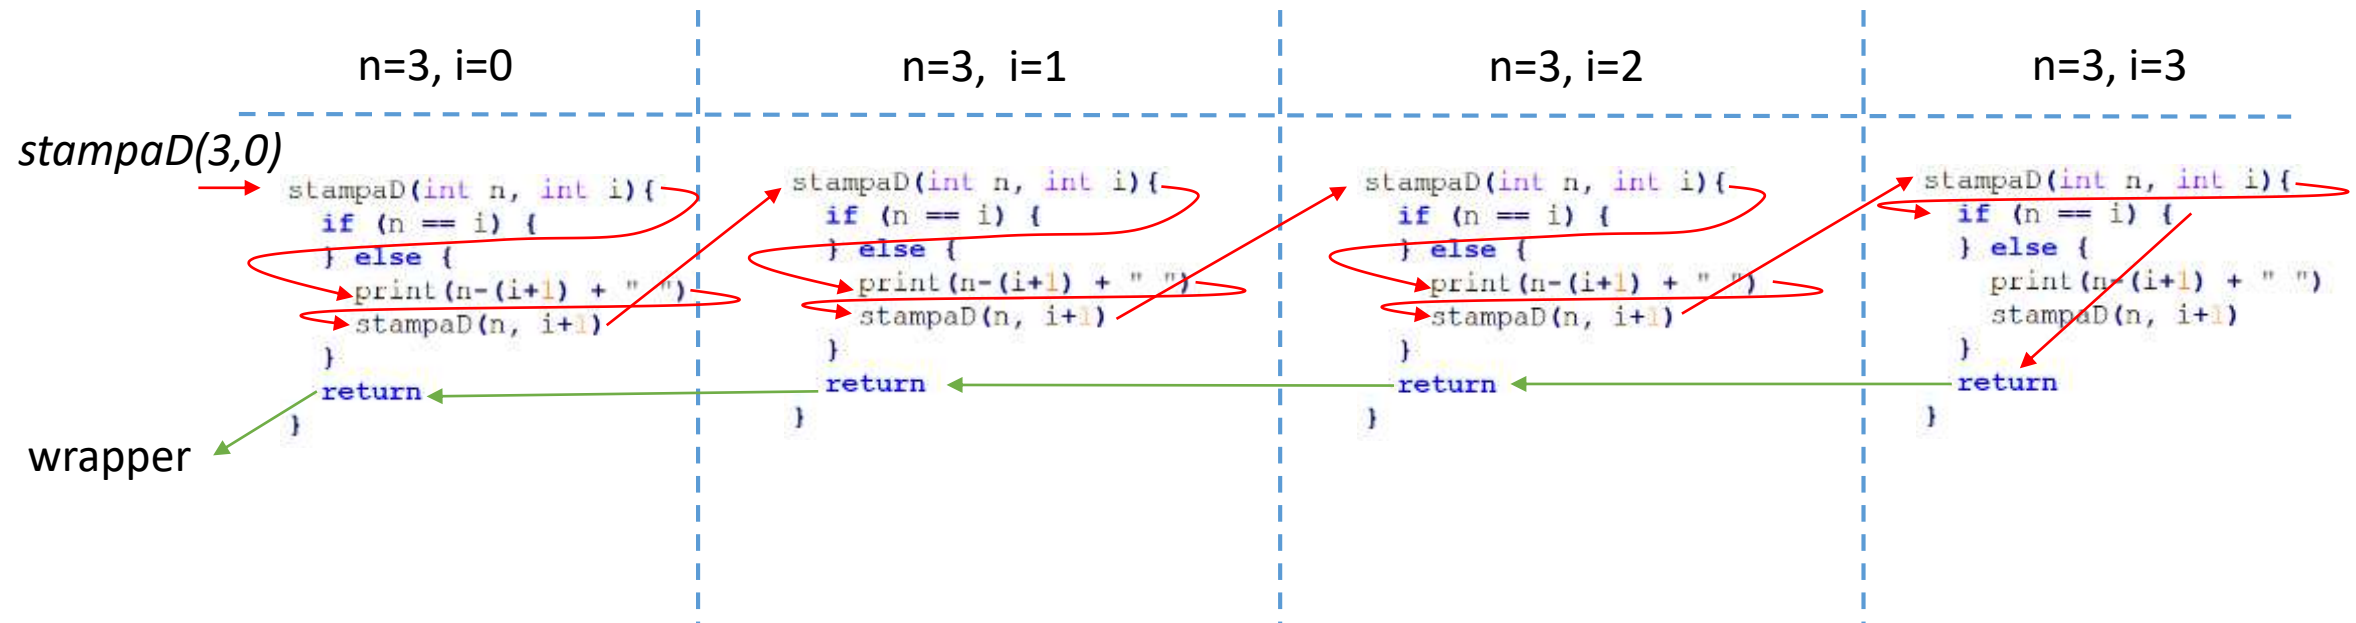 n=3, i=0
n=3, i=1
n=3, i=2
n=3, i=3
stampaD(3,0)
stampaD(int n, int i){
if (n == i) {
} else {
print(n-(i+1) + " ")
stampaD(n, i+1)
}
return
}
stampaD(int n, int i){
if (n == i) {
} else {
print(n-(i+1) + " ")
stampaD(n, i+1)
}
return
}
stampaD(int n, int i){
if (n == i) {
} else {
print(n-(i+1) + " ")
stampaD(n, i+1)
}
return
}
stampaD(int n, int i){
if (n == i) {
} else {
print(n-(i+1) + " ")
stampaD(n, i+1)
}
return
}
wrapper